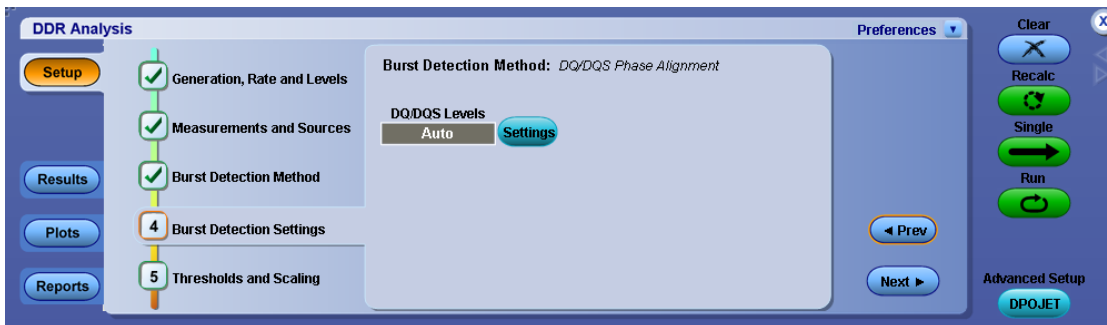 DDR Analysis
Preferences
Setup
Results
Plots
Reports
Generation, Rate and Levels
Measurements and Sources
Burst Detection Method
4 Burst Detection Settings
5 Thresholds and Scaling
Burst Detection Method: DQ/DQS Phase Alignment
DQ/DQS Levels
Auto Settings
◄ Prev
Next ►
Clear
X
Recalc
Single
Run
Advanced Setup
DPOJET